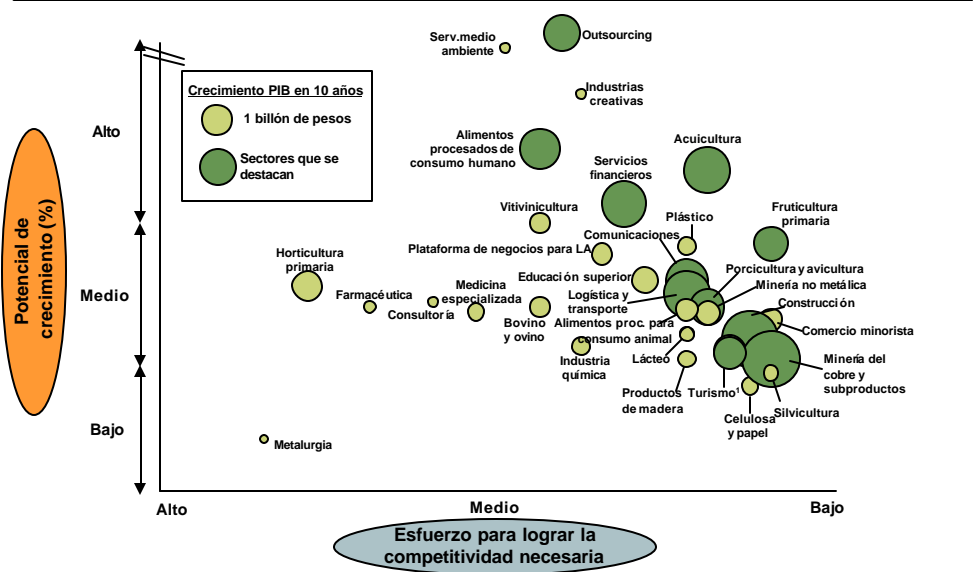 Serv.medio
ambiente
Outsourcing
Crecimiento PIB en 10 años
1 billón de pesos
Sectores que se
destacan
Industrias
creativas
Alto
Alimentos
procesados de
consumo humano
Acuicultura
Servicios
financieros
Potencial de
crecimiento (%)
Vitivinicultura
Plástico
Fruticultura
primaria
Comunicaciones
Plataforma de negocios para LA
Horticultura
primaria
Educación superior
Porcicultura y avicultura
Minería no metálica
Medio
Farmacéutica
Medicina
especializada
Consultoría
Logística y
transporte
Construcción
Bovino
y ovino
Alimentos proc. para
consumo animal
Comercio minorista
Industria
química
Lácteo
Minería del
cobre y
subproductos
Productos
de madera
Turismo¹
Silvicultura
Celulosa
y papel
Bajo
Metalurgia
Alto
Medio
Bajo
Esfuerzo para lograr la
competitividad necesaria